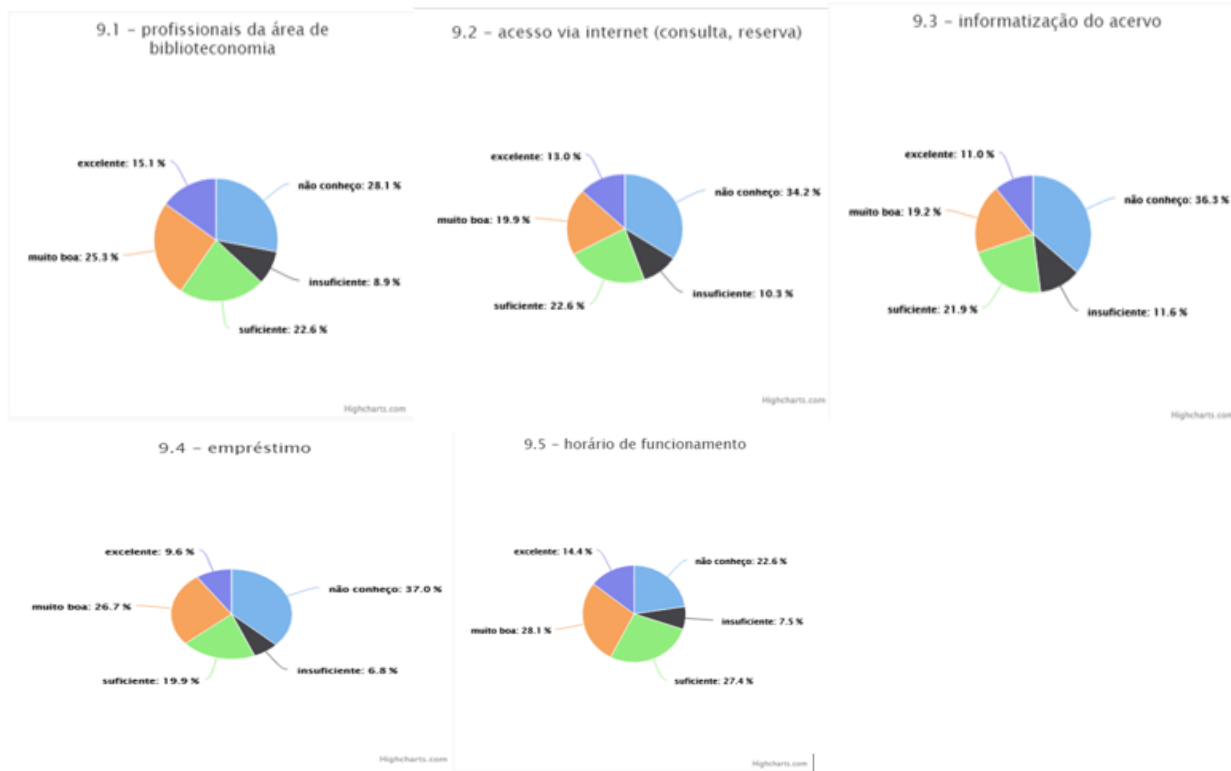 9.1 – profissionais da área de
biblioteconomia
excelente: 15.1 %
não conheço: 28.1 %
muito boa: 25.3 %
insuficiente: 8.9 %
suficiente: 22.6 %
Highcharts.com
9.2 – acesso via internet (consulta, reserva)
excelente: 13.0 %
não conheço: 34.2 %
muito boa: 19.9 %
insuficiente: 10.3 %
suficiente: 22.6 %
Highcharts.com
9.3 – informatização do acervo
excelente: 11.0 %
não conheço: 36.3 %
muito boa: 19.2 %
suficiente: 21.9 %
insuficiente: 11.6 %
Highcharts.com
9.4 – empréstimo
excelente: 9.6 %
não conheço: 37.0 %
muito boa: 26.7 %
insuficiente: 6.8 %
suficiente: 19.9 %
Highcharts.com
9.5 – horário de funcionamento
excelente: 14.4 %
não conheço: 22.6 %
insuficiente: 7.5 %
muito boa: 28.1 %
suficiente: 27.4 %
Highcharts.com